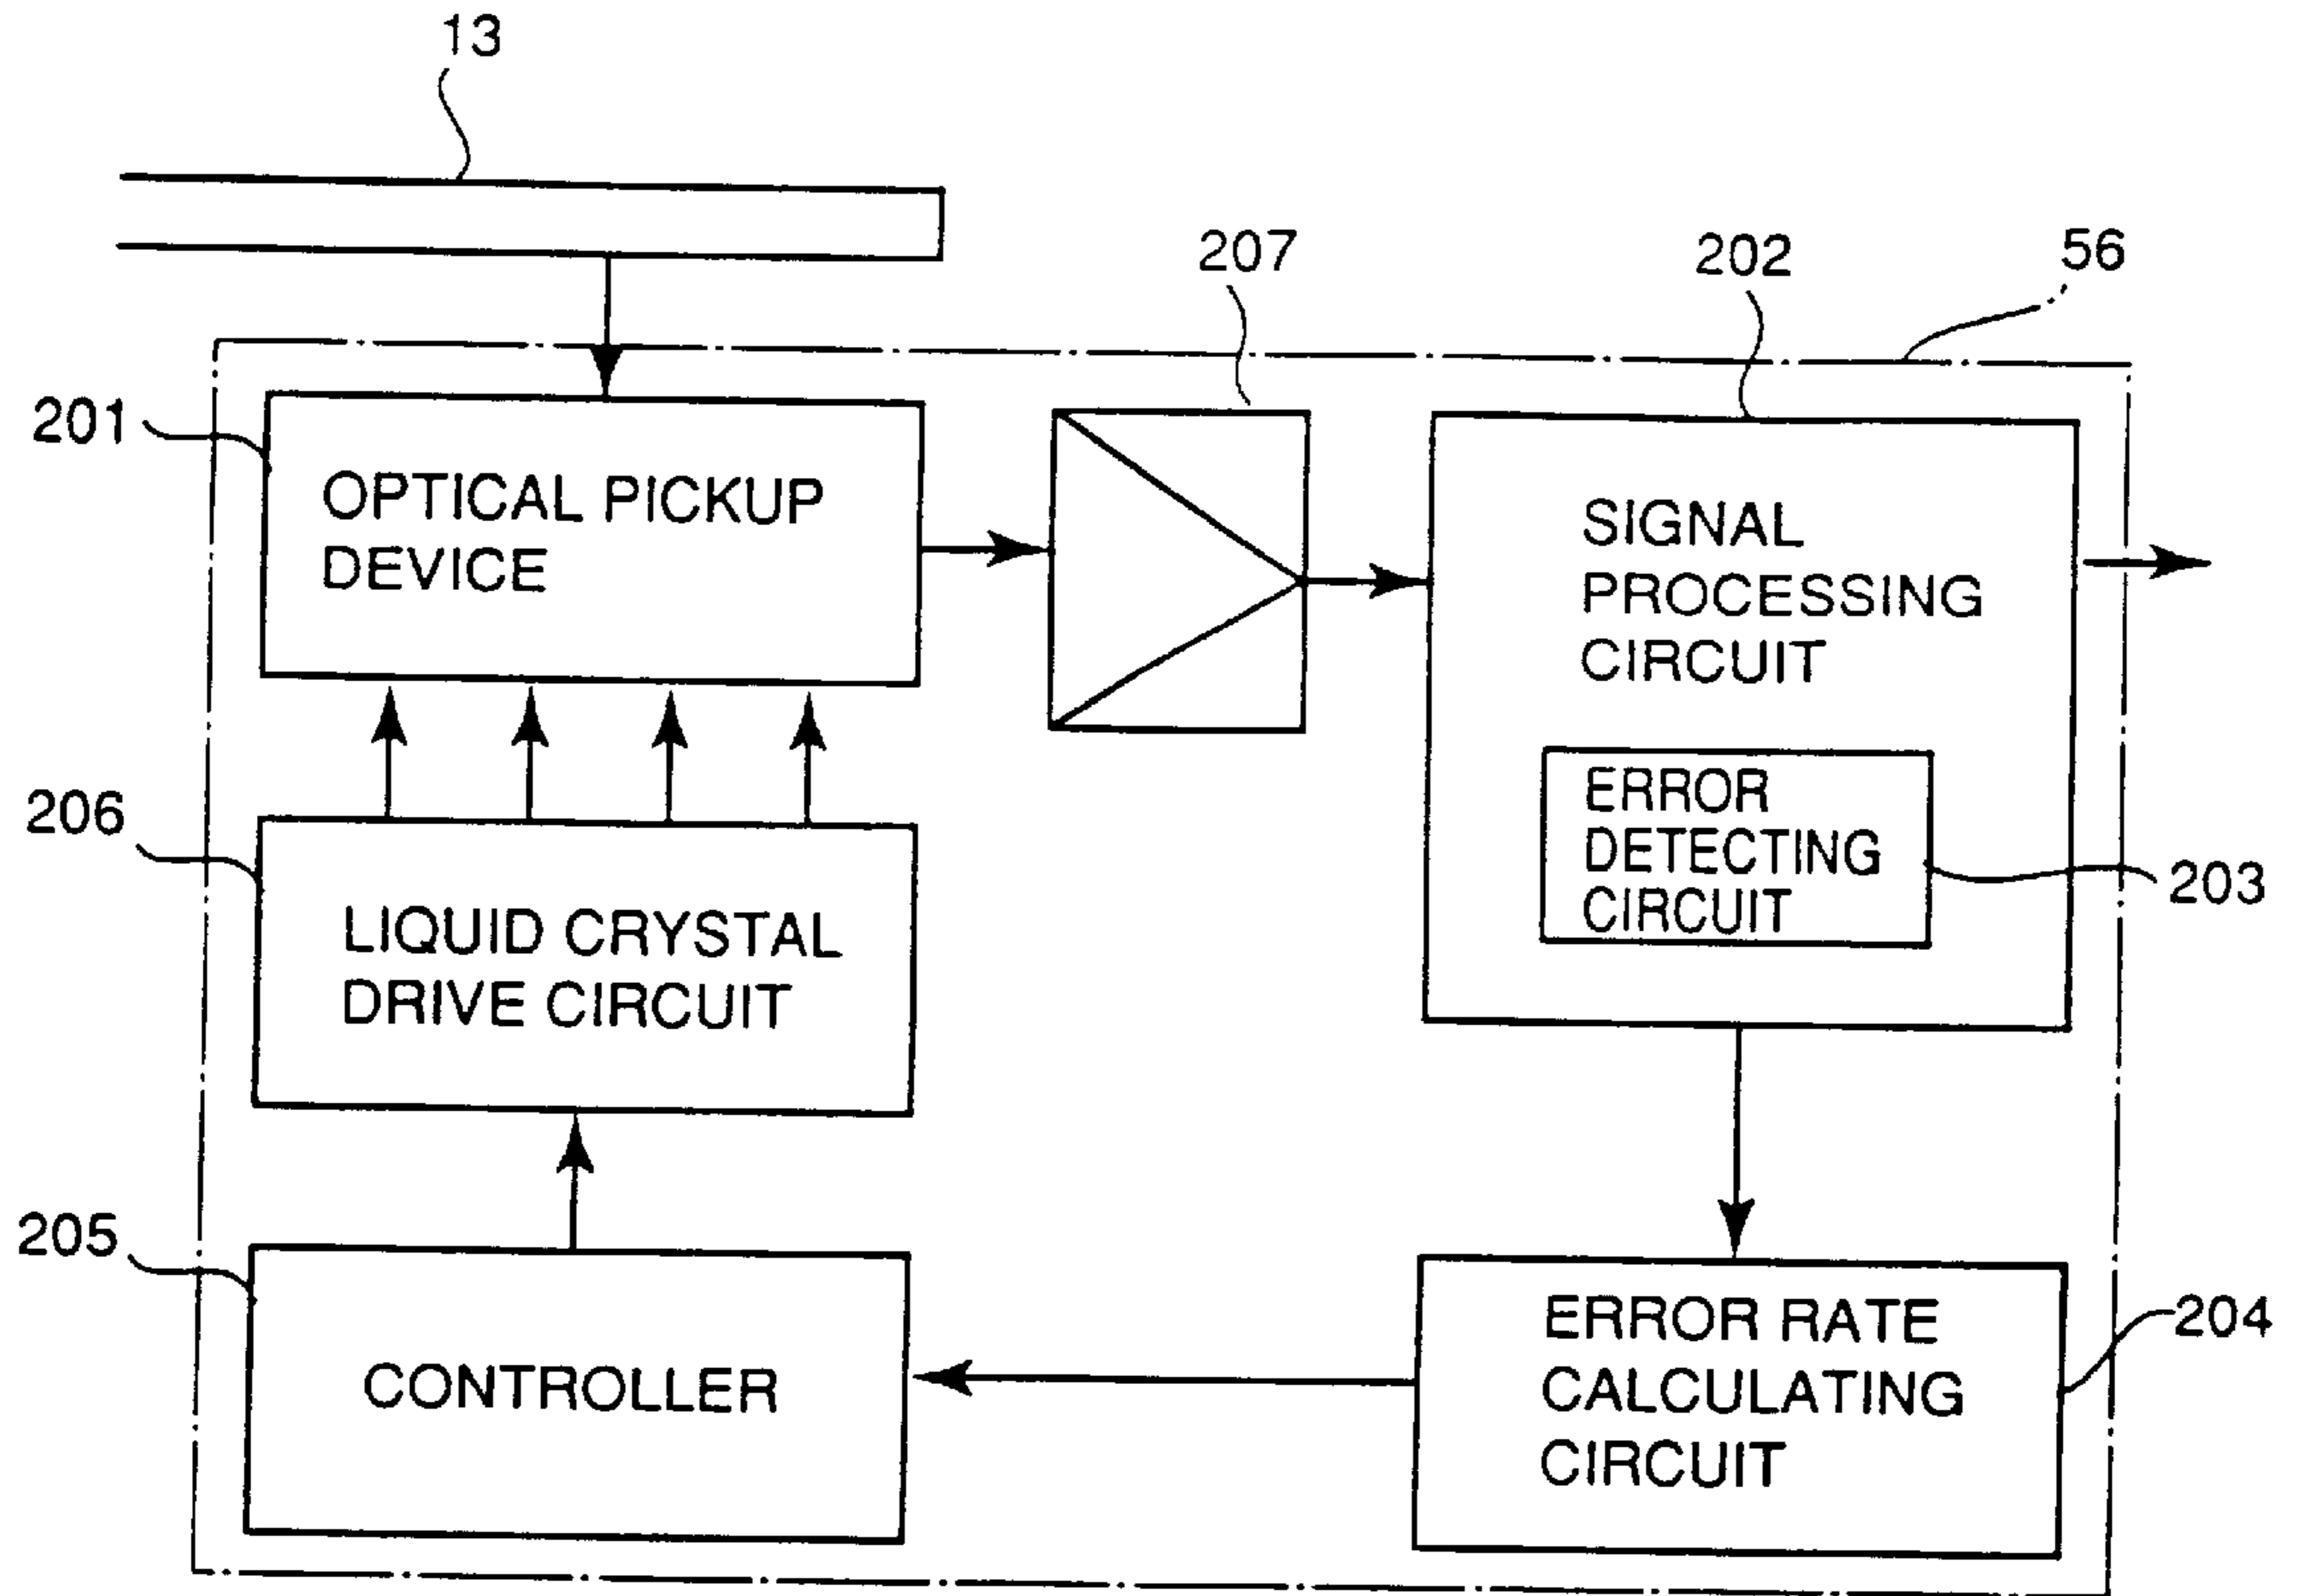 13
207
202
56
201
OPTICAL PICKUP
DEVICE
SIGNAL
PROCESSING
CIRCUIT
ERROR
DETECTING
CIRCUIT
203
206
LIQUID CRYSTAL
DRIVE CIRCUIT
205
CONTROLLER
ERROR RATE
CALCULATING
CIRCUIT
204